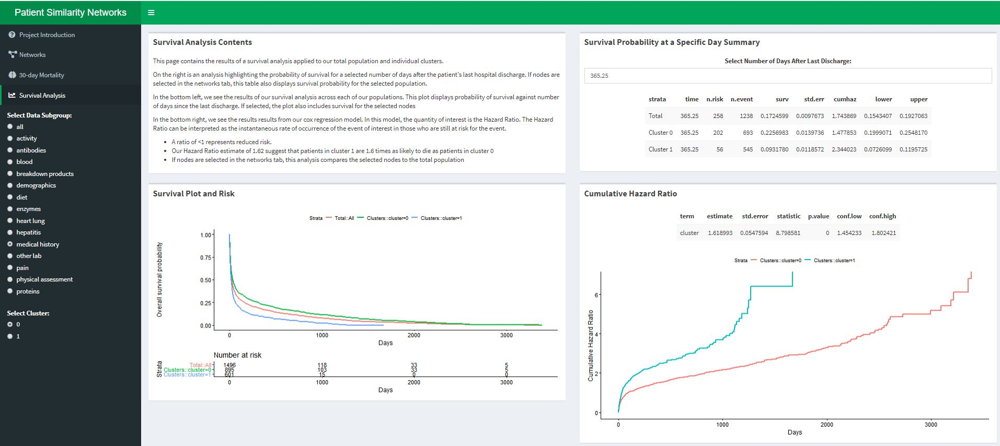 Patient Similarity Networks
Project Introduction
Networks
30-day Mortality
Survival Analysis
Select Data Subgroup:
all
activity
antibodies
blood
breakdown products
demographics
diet
enzymes
heart lung
hepatitis
medical history
other lab
pain
physical assessment
proteins
Select Cluster:
0
1
Survival Analysis Contents
This page contains the results of a survival analysis applied to our total population and individual clusters.
On the right is an analysis highlighting the probability of survival for a selected number of days after the patient's last hospital discharge. If nodes are
selected in the networks tab, this table also displays survival probability for the selected population.
In the bottom left, we see the results of our survival analysis across each of our populations. This plot displays probability of survival against number
of days since the last discharge. If selected, the plot also includes survival for the selected nodes
In the bottom right, we see the results results from our cox regression model. In this model, the quantity of interest is the Hazard Ratio. The Hazard
Ratio can be interpreted as the instantaneous rate of occurrence of the event of interest in those who are still at risk for the event.
• A ratio of <1 represents reduced risk.
• Our Hazard Ratio estimate of 1.62 suggest that patients in cluster 1 are 1.6 times as likely to die as patients in cluster 0
• If nodes are selected in the networks tab, this analysis compares the selected nodes to the total population
Survival Probability at a Specific Day Summary
Select Number of Days After Last Discharge:
365.25
strata time n.risk n.event surv std.err cumhaz lower upper
Total 365.25 258 1238 0.1724599 0.0097673 1.743869 0.1543407 0.1927063
Cluster 0 365.25 202 693 0.2256983 0.0139736 1.477853 0.1999071 0.2548170
Cluster 1 365.25 56 545 0.0931780 0.0118572 2.344023 0.0726099 0.1195725
Survival Plot and Risk
Strata Total::All Clusters::cluster=0 Clusters::cluster=1
Overall survival probability
1.00
0.75
0.50
0.25
0.00
0 1000 2000 3000
Days
Number at risk
Strata
Total::All 1496 118 33 5
Clusters::cluster=0 895 103 33 5
Clusters::cluster=1 601 15 0 0
0 1000 2000 3000
Days
Cumulative Hazard Ratio
term estimate std.error statistic p.value conf.low conf.high
cluster 1.618993 0.0547594 8.798581 0 1.454233 1.802421
Strata Clusters::cluster=0 Clusters::cluster=1
Cumulative Hazard Ratio
6
4
2
0
0 1000 2000 3000
Days